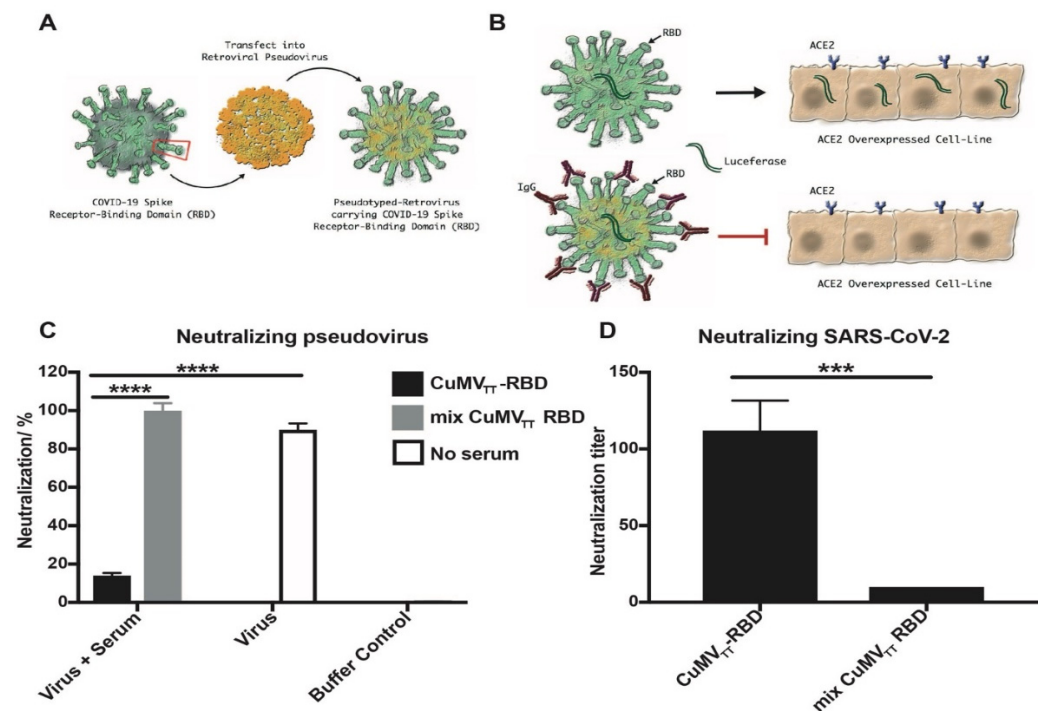 A
Transfect into
Retroviral Pseudovirus
COVID-19 Spike
Receptor-Binding Domain (RBD)
Pseudotyped-Retrovirus
carrying COVID-19 Spike
Receptor-Binding Domain (RBD)
B
RBD
ACE2
ACE2 Overexpressed Cell-Line
Luceferase
IgG
RBD
ACE2
ACE2 Overexpressed Cell-Line
C
Neutralizing pseudovirus
****
****
CuMVTT-RBD
mix CuMVTT RBD
No serum
Neutralization/ %
120
100
80
60
40
20
0
Virus + Serum
Virus
Buffer Control
D
Neutralizing SARS-CoV-2
***
Neutralization titer
150
100
50
0
CuMVTT-RBD
mix CuMVTT RBD